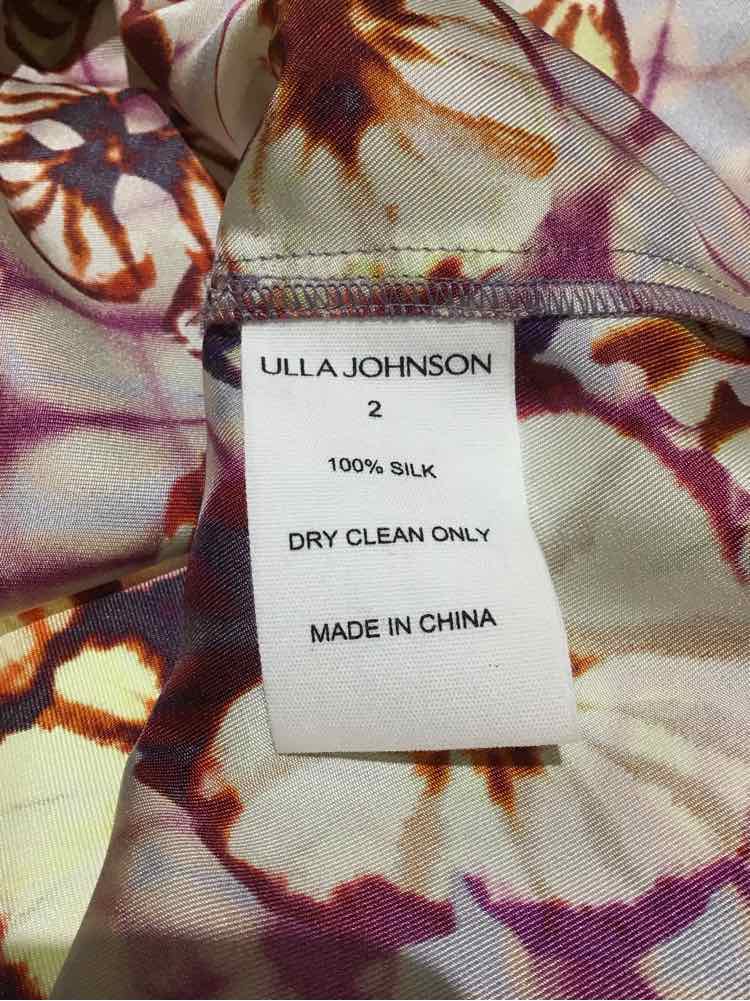 ULLA JOHNSON
2
100% SILK
DRY CLEAN ONLY
MADE IN CHINA